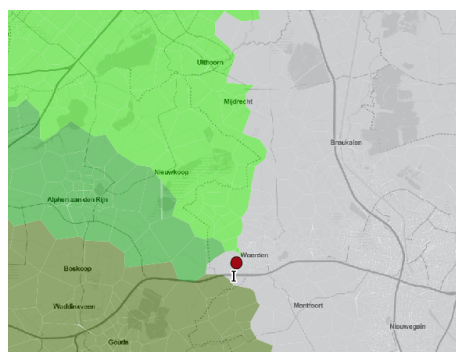 Uithoorn
Mijdrecht
Breukelen
Nieuwkoop
Alphen aan den Rijn
Woerden
Boskoop
Waddinxveen
Montfoort
Nieuwegein
Gouda